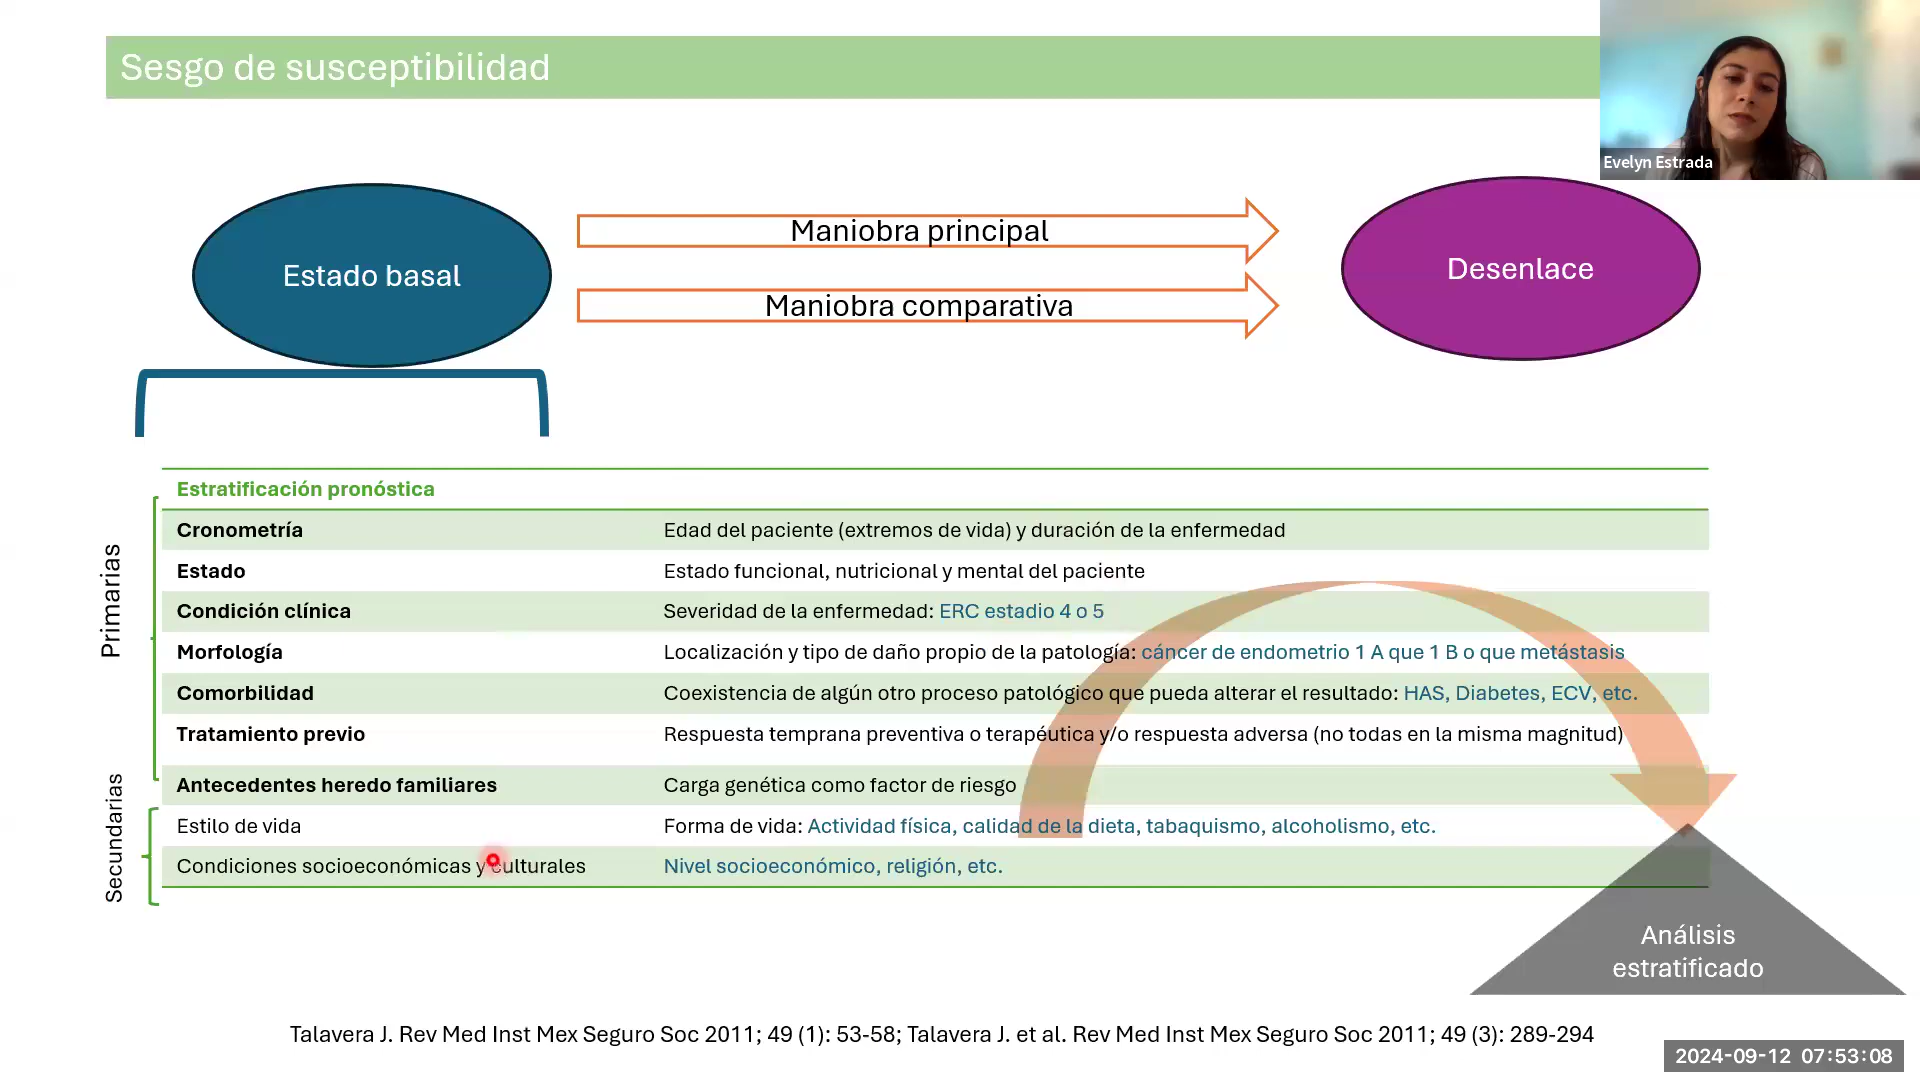 Sesgo de susceptibilidad
Evelyn Estrada
Estado basal
Maniobra principal
Maniobra comparativa
Desenlace
Primarias
Secundarias
Estratificación pronóstica
Cronometría Edad del paciente (extremos de vida) y duración de la enfermedad
Estado Estado funcional, nutricional y mental del paciente
Condición clínica Severidad de la enfermedad: ERC estadio 4 o 5
Morfología Localización y tipo de daño propio de la patología: cáncer de endometrio 1 A que 1 B o que metástasis
Comorbilidad Coexistencia de algún otro proceso patológico que pueda alterar el resultado: HAS, Diabetes, ECV, etc.
Tratamiento previo Respuesta temprana preventiva o terapéutica y/o respuesta adversa (no todas en la misma magnitud)
Antecedentes heredo familiares Carga genética como factor de riesgo
Estilo de vida Forma de vida: Actividad física, calidad de la dieta, tabaquismo, alcoholismo, etc.
Condiciones socioeconómicas y culturales Nivel socioeconómico, religión, etc.
Análisis
estratificado
Talavera J. Rev Med Inst Mex Seguro Soc 2011; 49 (1): 53-58; Talavera J. et al. Rev Med Inst Mex Seguro Soc 2011; 49 (3): 289-294
2024-09-12 07:53:08